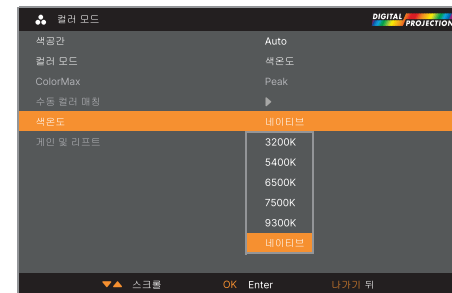 컬러 모드
DIGITAL PROJECTION
색공간 Auto
컬러 모드 색온도
ColorMax Peak
수동 컬러 매칭
색온도 네이티브
게인 및 리프트
3200K
5400K
6500K
7500K
9300K
네이티브
스크롤 OK Enter 나가기 뒤